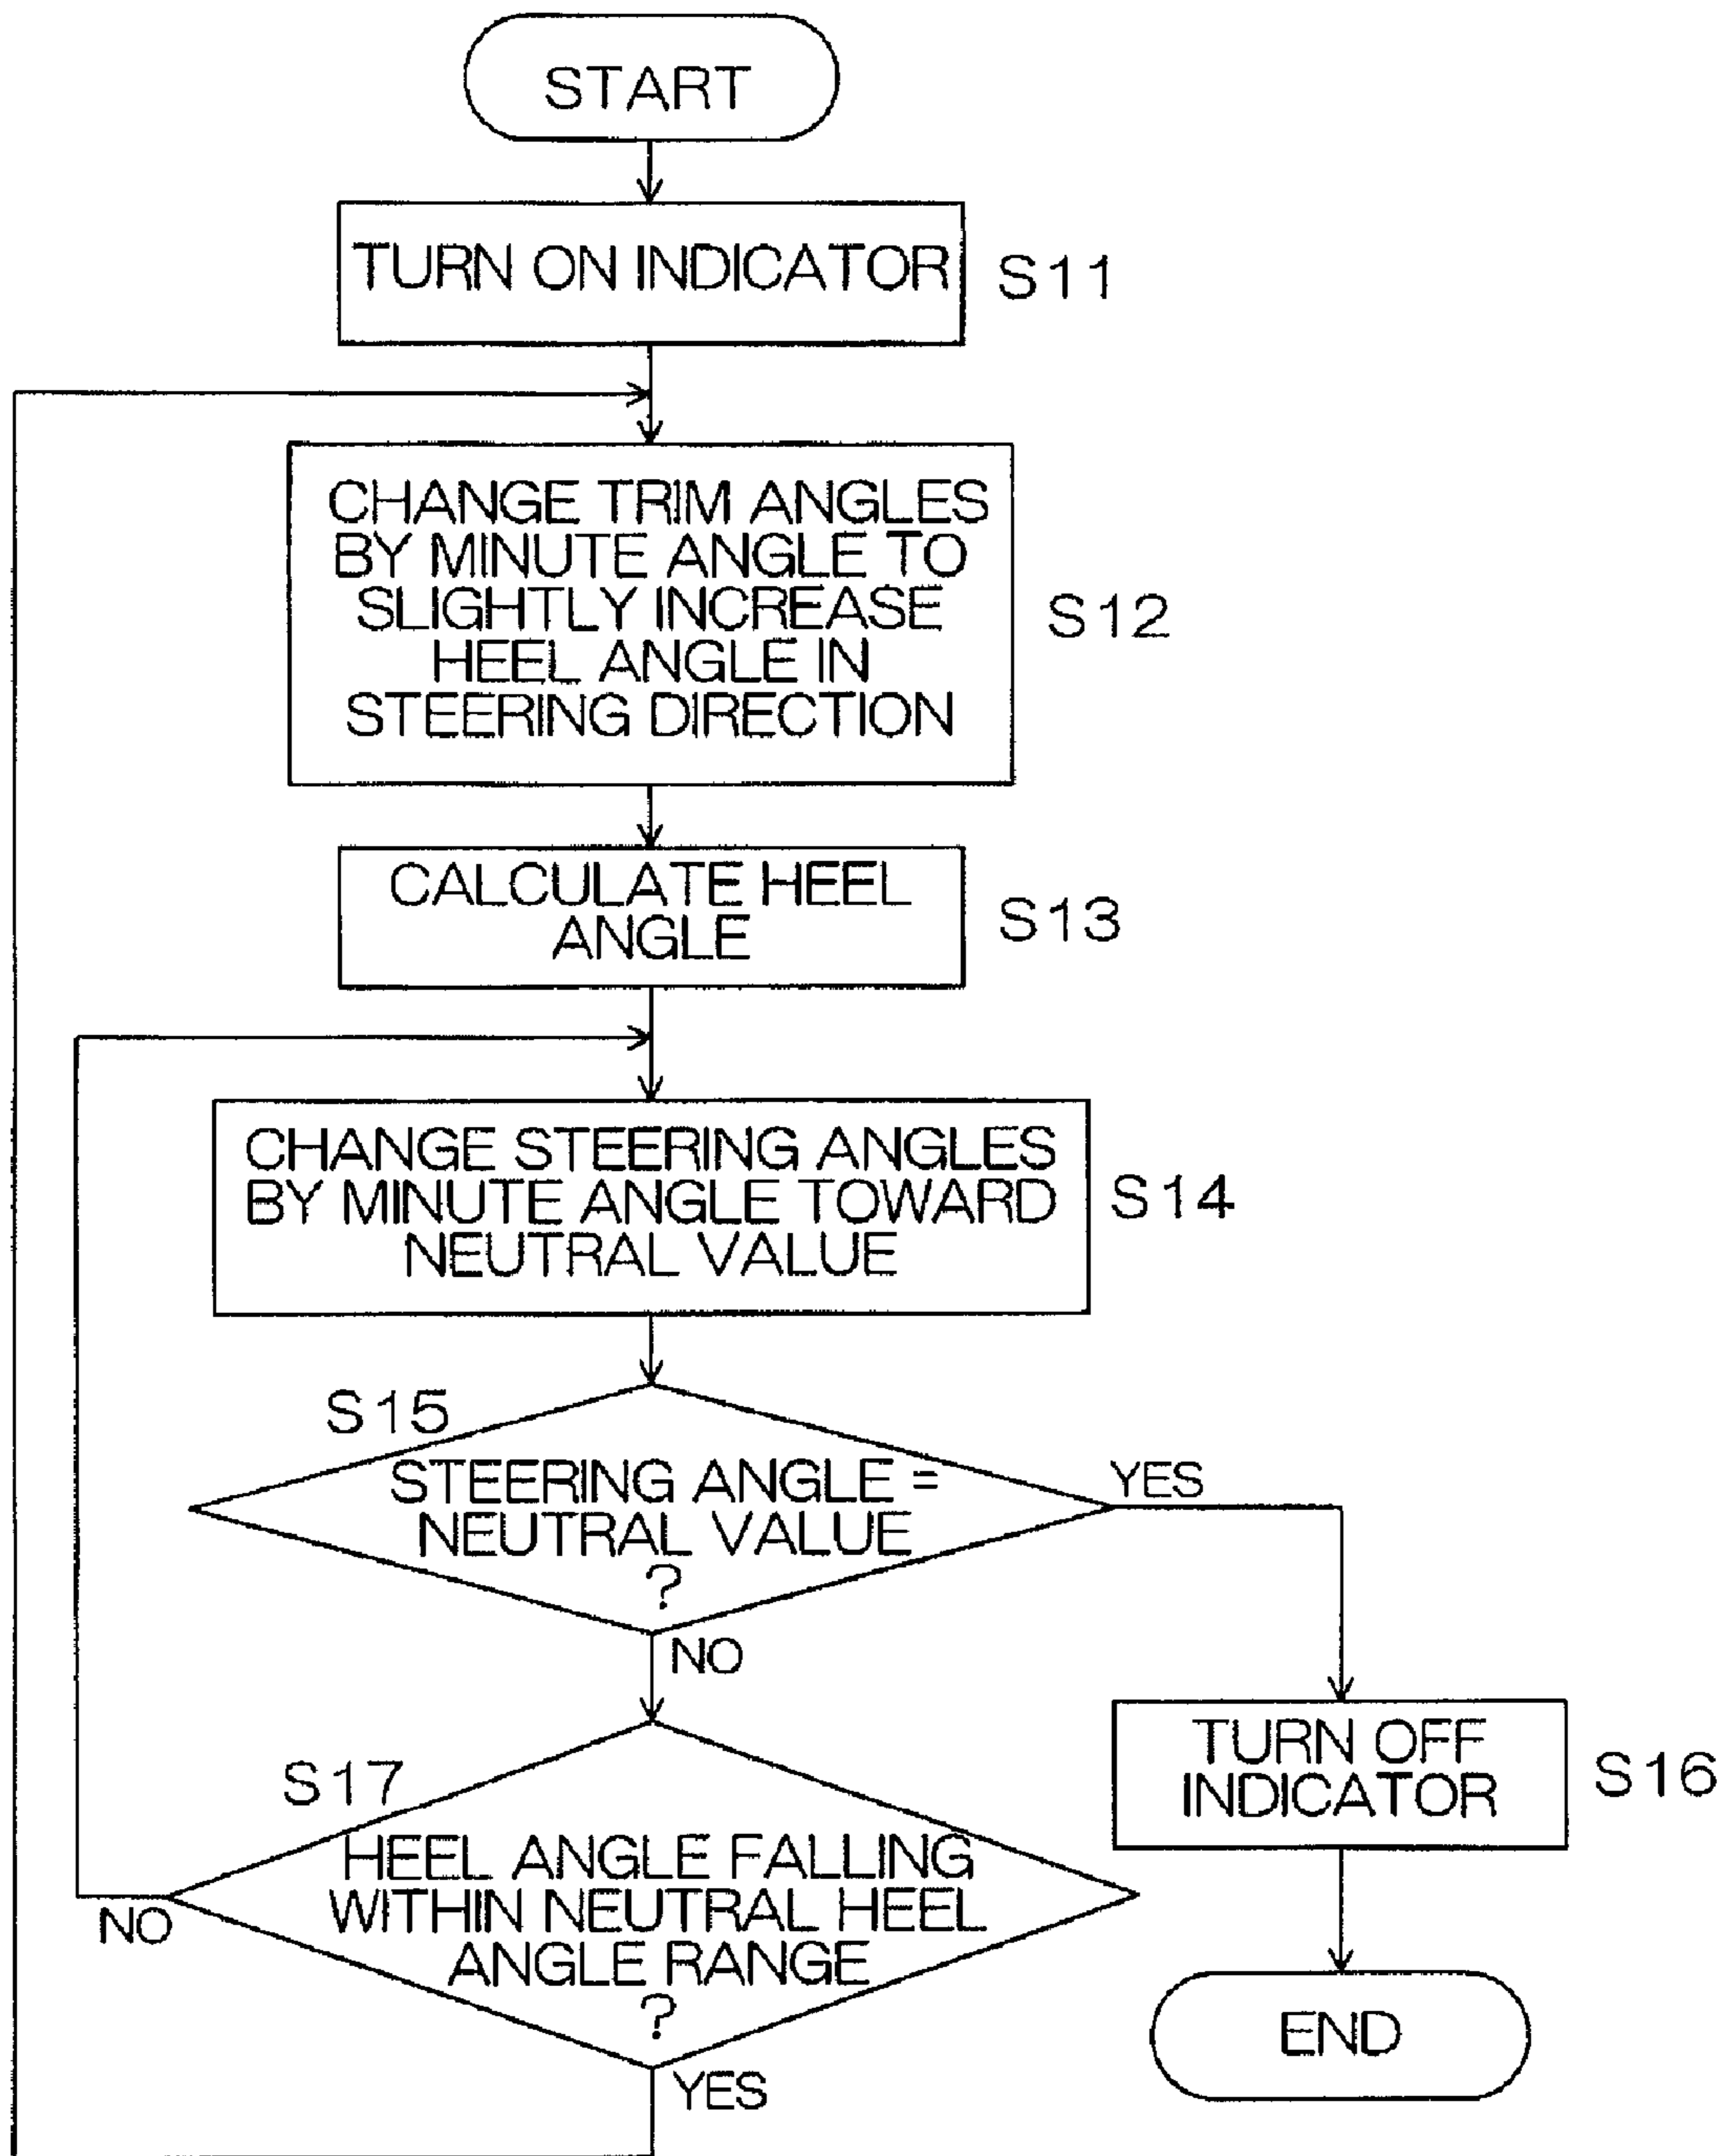 START
TURN ON INDICATOR
S11
CHANGE TRIM ANGLES
BY MINUTE ANGLE TO
SLIGHTLY INCREASE
HEEL ANGLE IN
STEERING DIRECTION
S12
CALCULATE HEEL
ANGLE
S13
CHANGE STEERING ANGLES
BY MINUTE ANGLE TOWARD
NEUTRAL VALUE
S14
S15
STEERING ANGLE =
NEUTRAL VALUE
?
YES
NO
TURN OFF
INDICATOR
S16
S17
HEEL ANGLE FALLING
WITHIN NEUTRAL HEEL
ANGLE RANGE
?
NO
YES
END